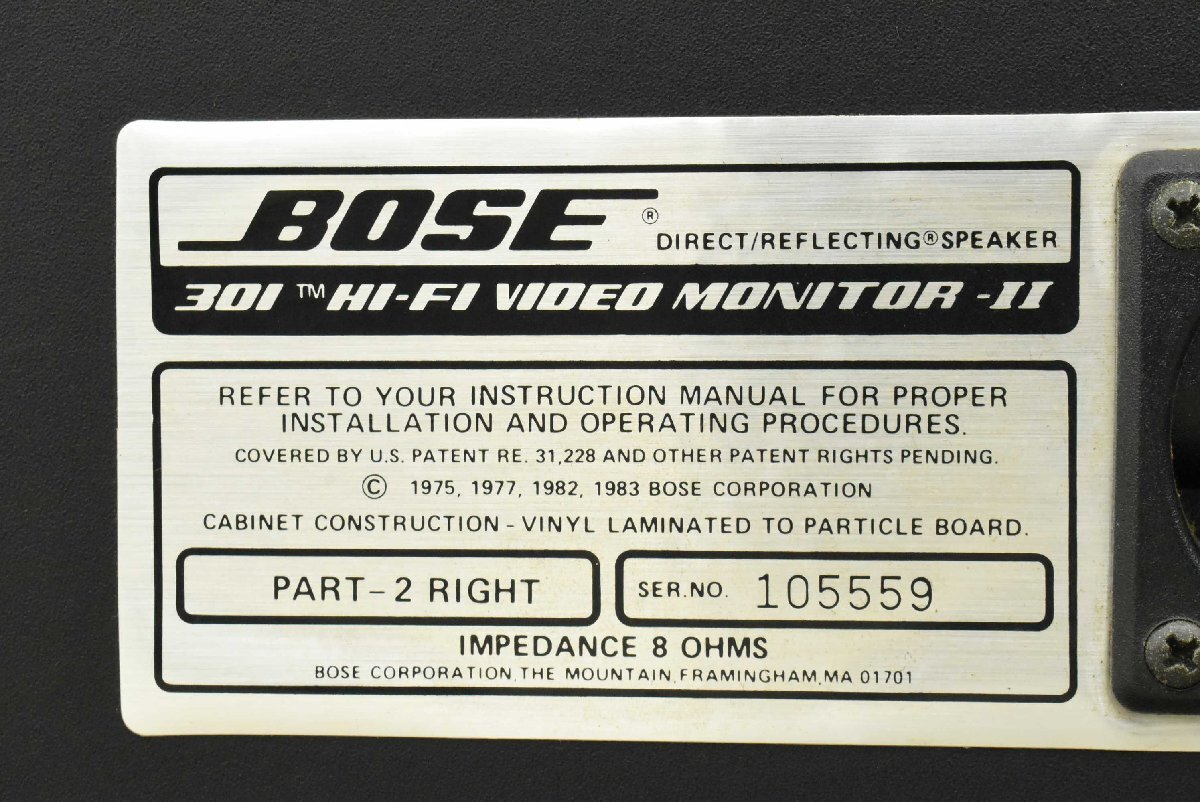 BOSE®
DIRECT/REFLECTING® SPEAKER
301™ HI-FI VIDEO MONITOR -II
REFER TO YOUR INSTRUCTION MANUAL FOR PROPER
INSTALLATION AND OPERATING PROCEDURES.
COVERED BY U.S. PATENT RE. 31,228 AND OTHER PATENT RIGHTS PENDING.
© 1975, 1977, 1982, 1983 BOSE CORPORATION
CABINET CONSTRUCTION - VINYL LAMINATED TO PARTICLE BOARD.
PART-2 RIGHT
SER.NO. 105559
IMPEDANCE 8 OHMS
BOSE CORPORATION, THE MOUNTAIN, FRAMINGHAM, MA 01701